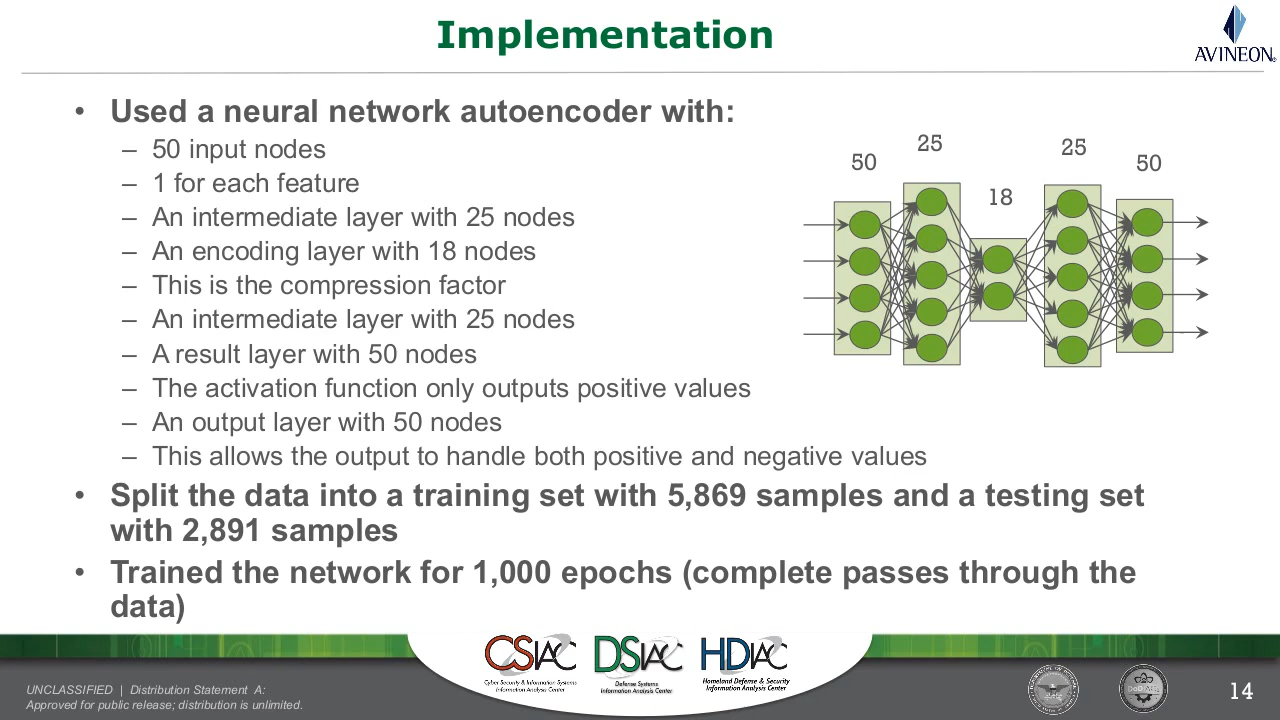 Implementation
AVINEON
• Used a neural network autoencoder with:
– 50 input nodes
– 1 for each feature
– An intermediate layer with 25 nodes
– An encoding layer with 18 nodes
– This is the compression factor
– An intermediate layer with 25 nodes
– A result layer with 50 nodes
– The activation function only outputs positive values
– An output layer with 50 nodes
– This allows the output to handle both positive and negative values
50
25
18
25
50
• Split the data into a training set with 5,869 samples and a testing set
with 2,891 samples
• Trained the network for 1,000 epochs (complete passes through the
data)
CSIAC
Cyber Security & Information Systems
Information Analysis Center
DSIAC
Defense Systems
Information Analysis Center
HDIAC
Homeland Defense & Security
Information Analysis Center
UNCLASSIFIED | Distribution Statement A:
Approved for public release; distribution is unlimited.
14